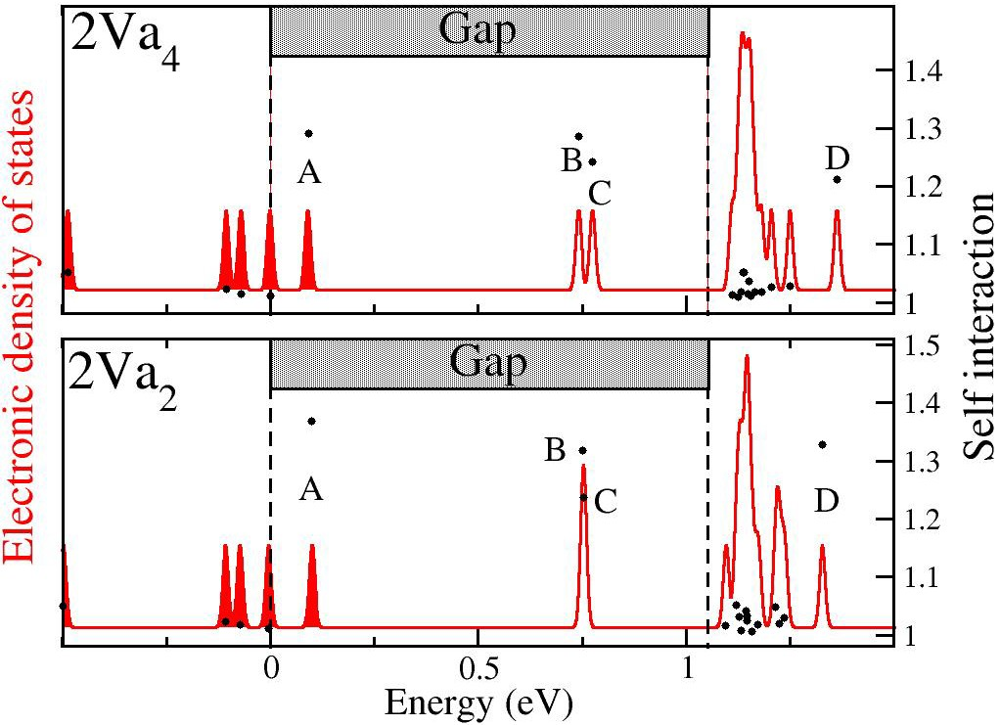 Electronic density of states
2Va4
Gap
A
B
C
D
1.4
1.3
1.2
1.1
1
2Va2
Gap
A
B
C
D
1.5
1.4
1.3
1.2
1.1
1
Self interaction
0
0.5
1
Energy (eV)